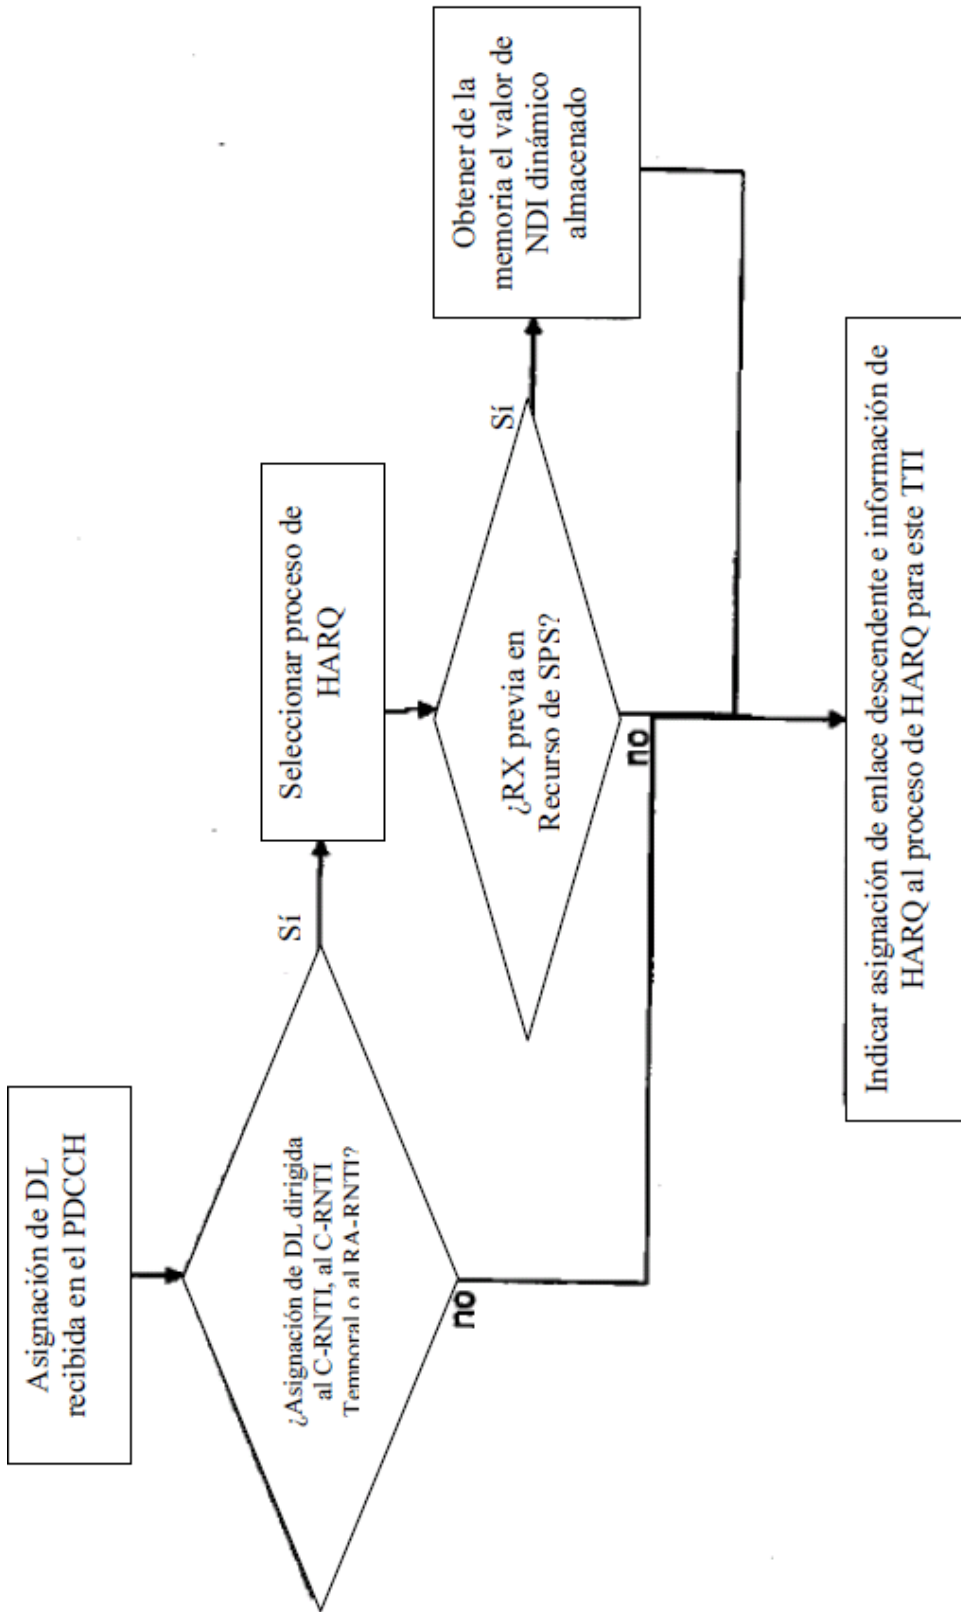 Asignación de DL
recibida en el PDCCH
¿Asignación de DL dirigida
al C-RNTI, al C-RNTI
Temporal o al RA-RNTI?
Sí
no
Seleccionar proceso de
HARQ
¿RX previa en
Recurso de SPS?
Sí
no
Obtener de la
memoria el valor de
NDI dinámico
almacenado
Indicar asignación de enlace descendente e información de
HARQ al proceso de HARQ para este TTI